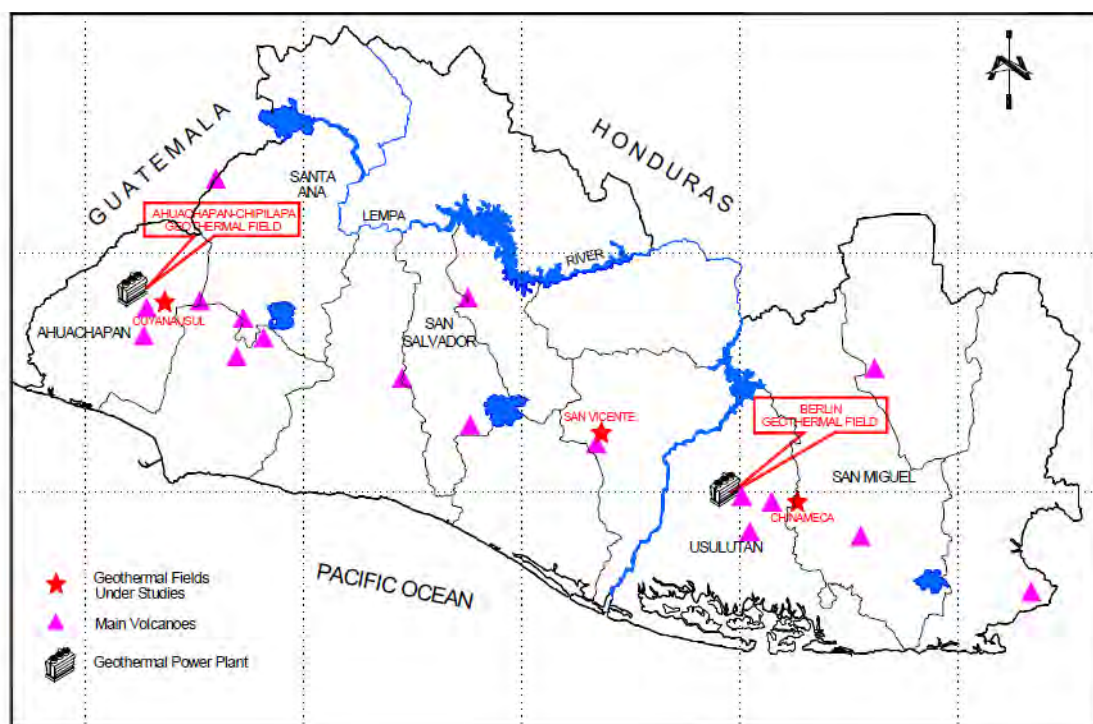 GUATEMALA
HONDURAS
N
SANTA
ANA
AHUACHAPAN-CHIPILAPA
GEOTHERMAL FIELD
LEMPA
RIVER
CUYANAUSUL
AHUACHAPAN
SAN
SALVADOR
SAN VICENTE
BERLIN
GEOTHERMAL FIELD
SAN MIGUEL
CHINAMECA
USULUTAN
PACIFIC OCEAN
Geothermal Fields
Under Studies
Main Volcanoes
Geothermal Power Plant